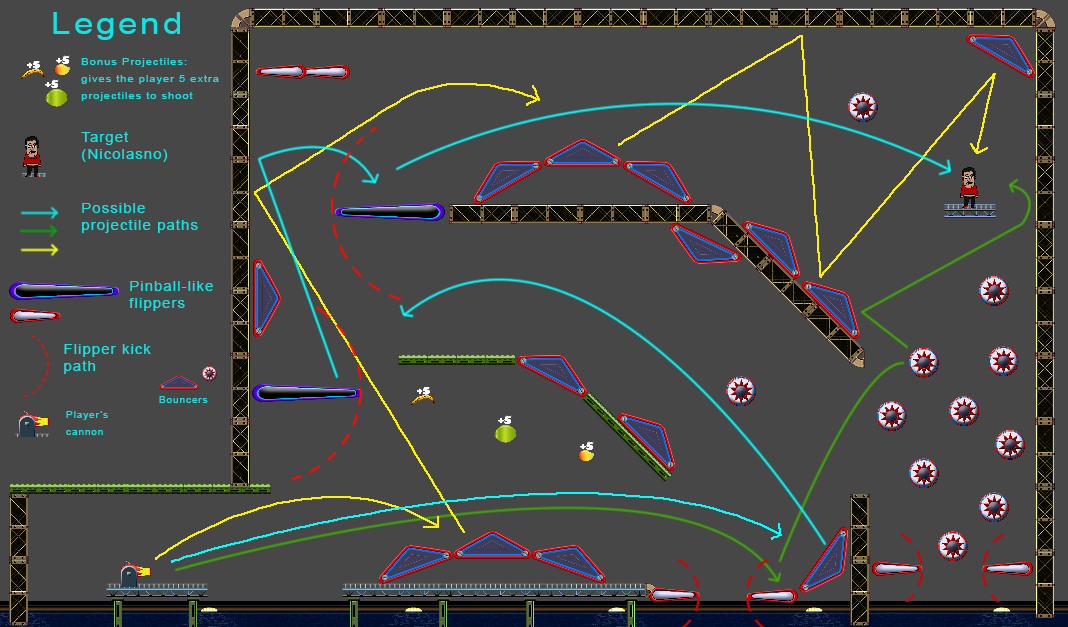 Legend
+5
+5
+5
Bonus Projectiles:
gives the player 5 extra
projectiles to shoot
Target
(Nicolasno)
Possible
projectile paths
Pinball-like
flippers
Flipper kick
path
Bouncers
Player's
cannon
+5
+5
+5